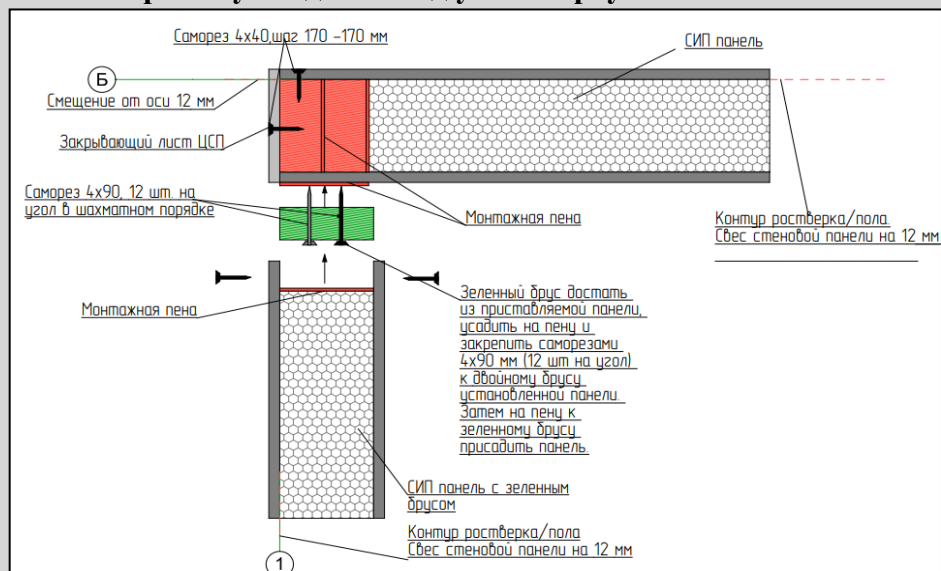 Саморез 4х40,шаг 170 –170 мм
СИП панель
Б
Смещение от оси 12 мм
Закрывающий лист ЦСП
Саморез 4х90, 12 шт. на
угол в шахматном порядке
Монтажная пена
Контур ростверка/пола
Свес стеновой панели на 12 мм
Монтажная пена
Зеленный брус достать
из приставляемой панели,
усадить на пену и
закрепить саморезами
4х90 мм (12 шт на угол)
к двойному брусу
установленной панели.
Затем на пену к
зеленному брусу
присадить панель.
СИП панель с зеленным
брусом
Контур ростверка/пола
Свес стеновой панели на 12 мм
1